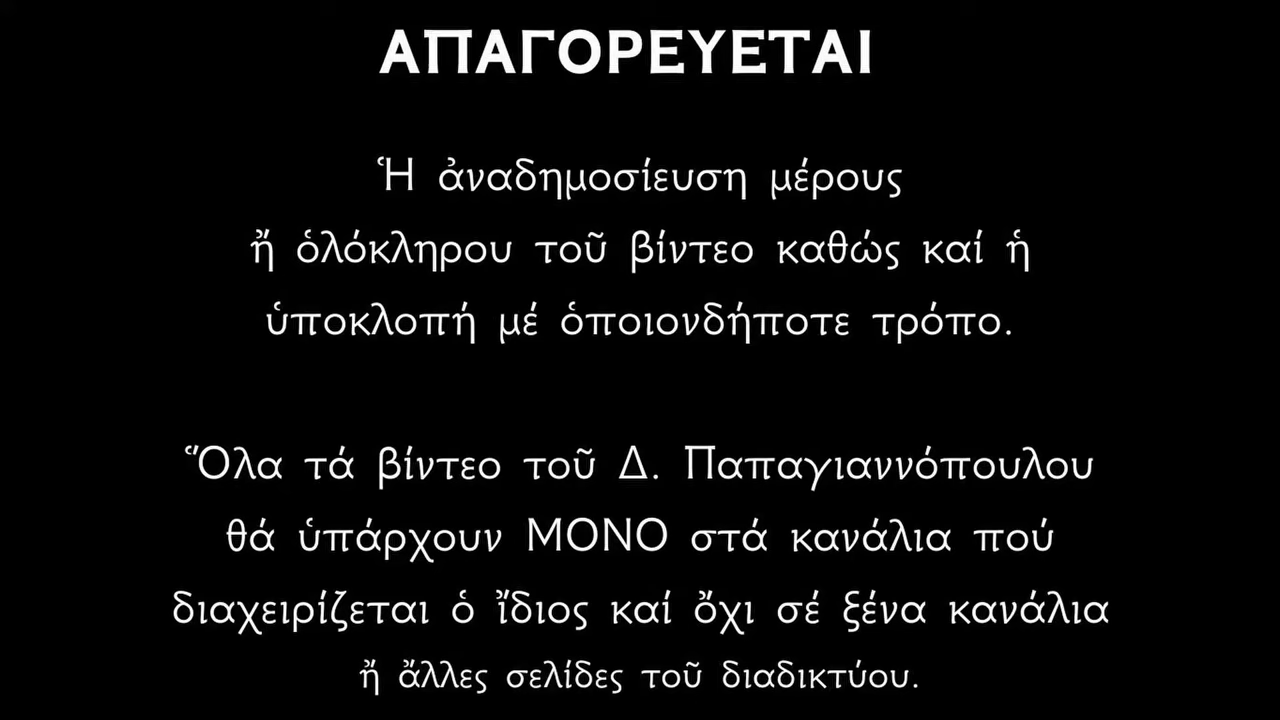 ΑΠΑΓΟΡΕΥΕΤΑΙ
Ἡ ἀναδημοσίευση μέρους
ἤ ὁλόκληρου τοῦ βίντεο καθώς καί ἡ
ὑποκλοπή μέ ὁποιονδήποτε τρόπο.
Ὅλα τά βίντεο τοῦ Δ. Παπαγιαννόπουλου
θά ὑπάρχουν ΜΟΝΟ στά κανάλια πού
διαχειρίζεται ὁ ἴδιος καί ὄχι σέ ξένα κανάλια
ἤ ἄλλες σελίδες τοῦ διαδικτύου.